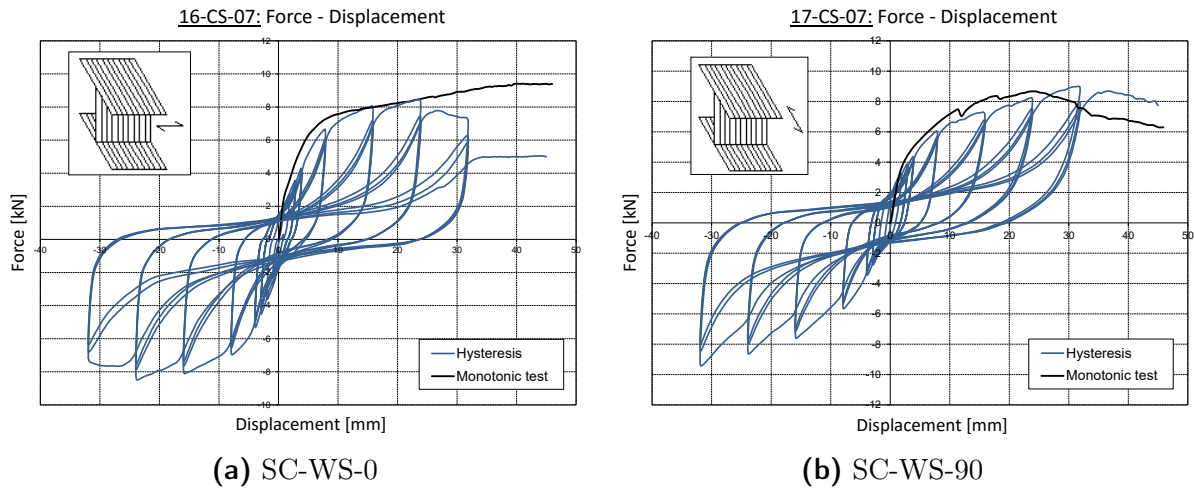 16-CS-07: Force - Displacement
12
10
8
6
4
2
0
-40 -30 -20 -10 0 10 20 30 40 50
-2
-4
-6
-8
-10
Force [kN]
Displacement [mm]
Hysteresis
Monotonic test
(a) SC-WS-0
17-CS-07: Force - Displacement
12
10
8
6
4
2
0
-40 -30 -20 -10 0 10 20 30 40 50
-2
-4
-6
-8
-10
-12
Force [kN]
Displacement [mm]
Hysteresis
Monotonic test
(b) SC-WS-90